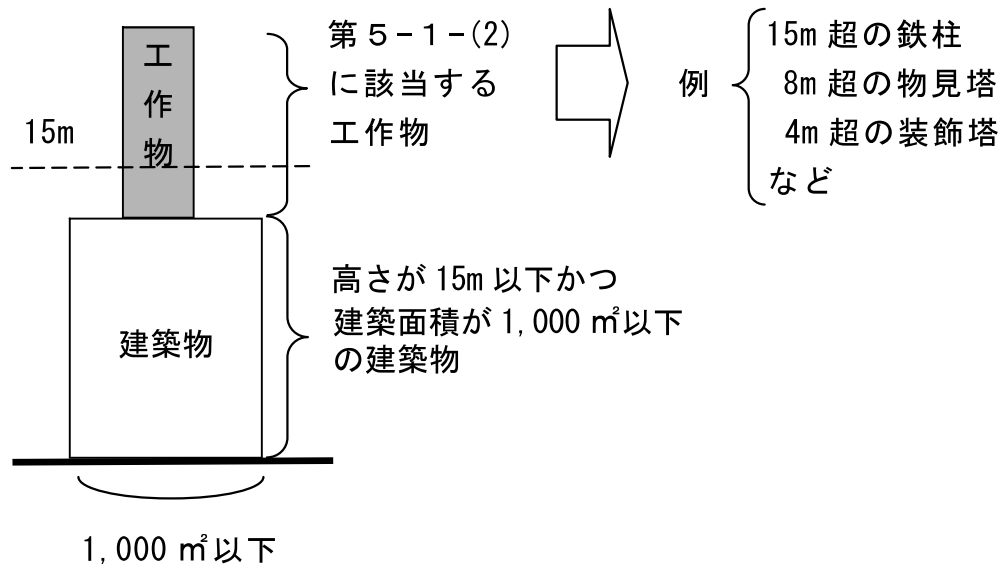 工作物
15m
第５−１−(2)
に該当する
工作物
例
15m 超の鉄柱
8m 超の物見塔
4m 超の装飾塔
など
建築物
高さが 15m 以下かつ
建築面積が 1,000 ㎡以下
の建築物
1,000 ㎡以下